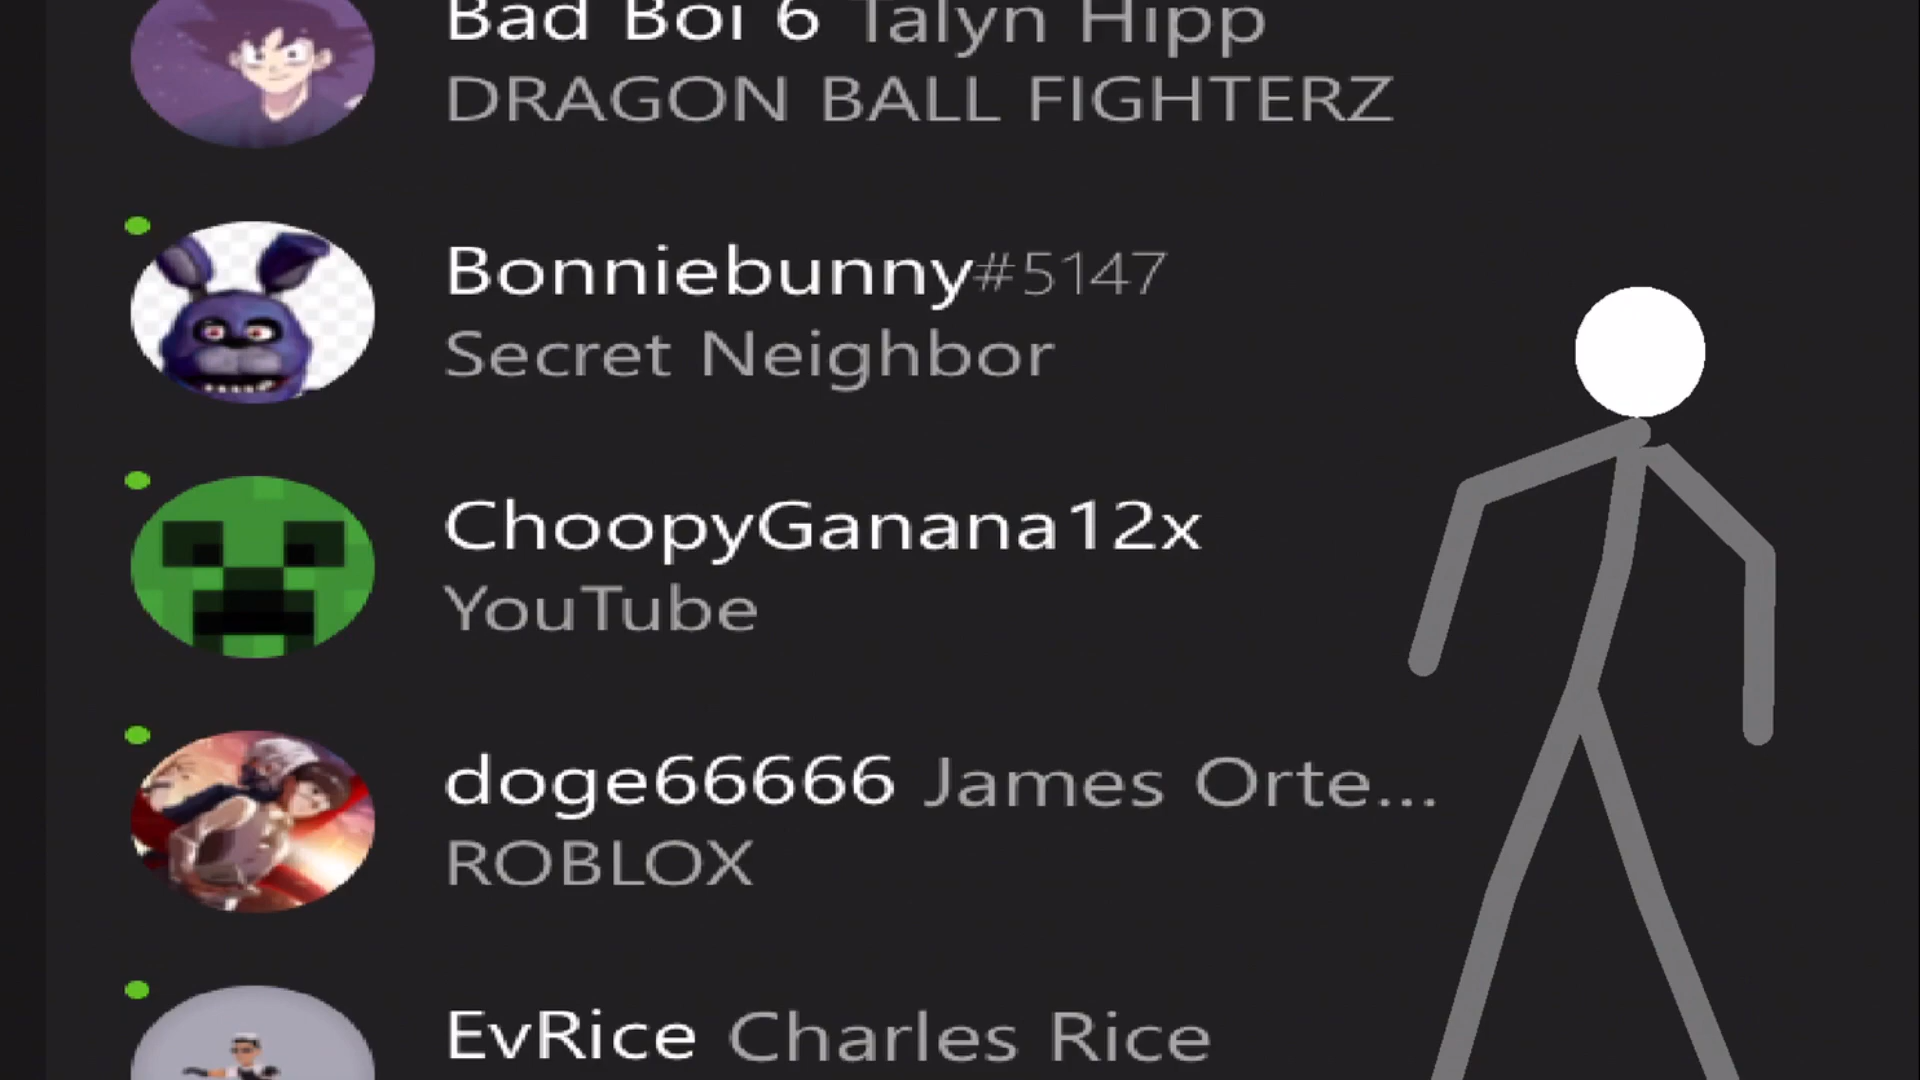 Bad Boi 6 Talyn Hipp
DRAGON BALL FIGHTERZ
Bonniebunny#5147
Secret Neighbor
ChoopyGanana12x
YouTube
doge66666 James Orte...
ROBLOX
EvRice Charles Rice